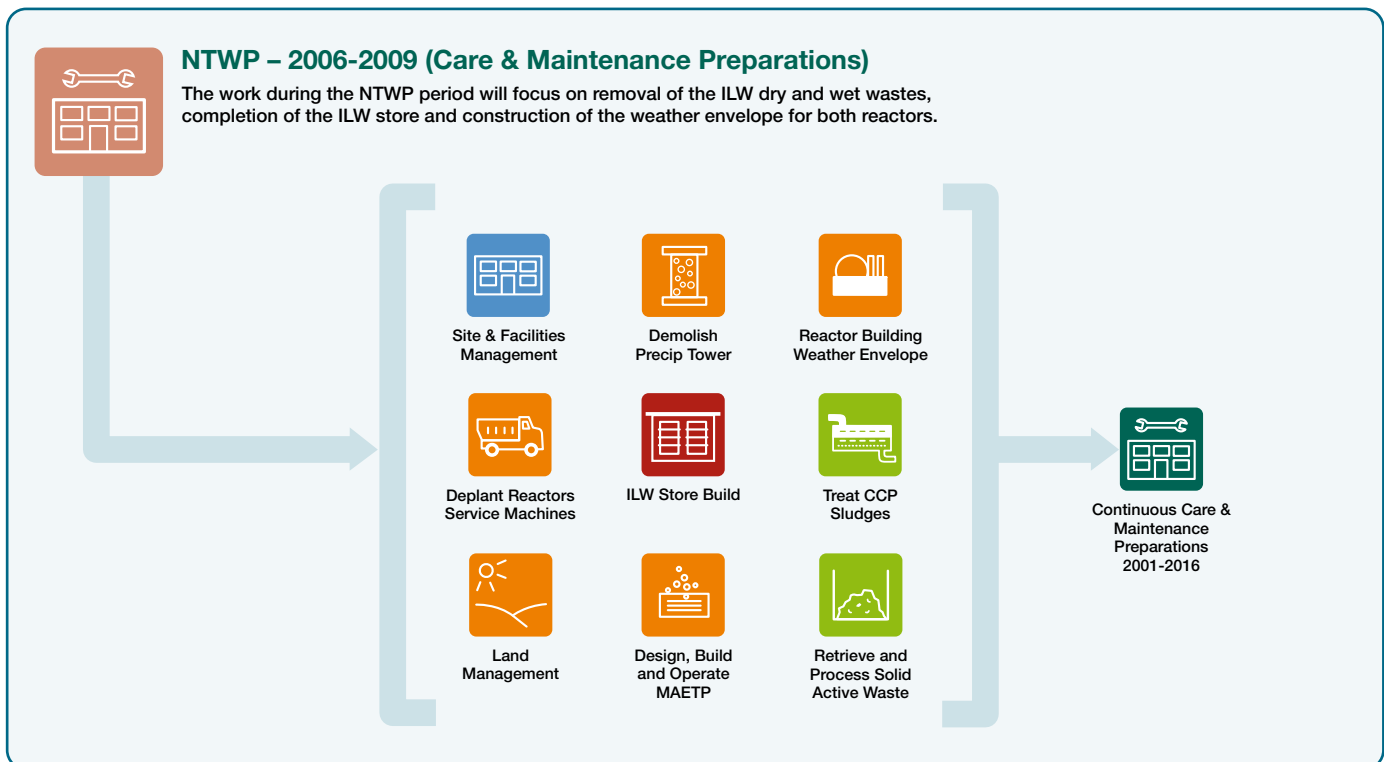 NTWP – 2006-2009 (Care & Maintenance Preparations)
The work during the NTWP period will focus on removal of the ILW dry and wet wastes,
completion of the ILW store and construction of the weather envelope for both reactors.
Site & Facilities
Management
Demolish
Precip Tower
Reactor Building
Weather Envelope
Deplant Reactors
Service Machines
ILW Store Build
Treat CCP
Sludges
Land
Management
Design, Build
and Operate
MAETP
Retrieve and
Process Solid
Active Waste
Continuous Care &
Maintenance
Preparations
2001-2016